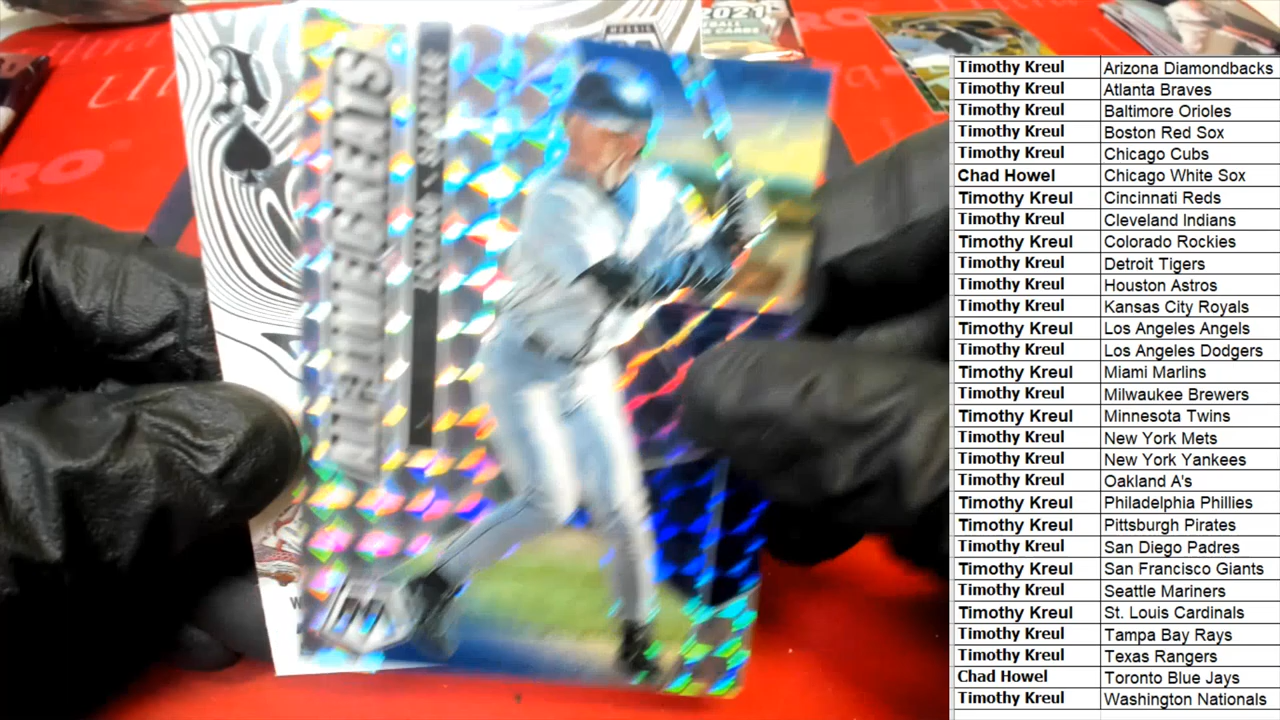 2021
Timothy Kreul Arizona Diamondbacks
Timothy Kreul Atlanta Braves
Timothy Kreul Baltimore Orioles
Timothy Kreul Boston Red Sox
Timothy Kreul Chicago Cubs
Chad Howel Chicago White Sox
Timothy Kreul Cincinnati Reds
Timothy Kreul Cleveland Indians
Timothy Kreul Colorado Rockies
Timothy Kreul Detroit Tigers
Timothy Kreul Houston Astros
Timothy Kreul Kansas City Royals
Timothy Kreul Los Angeles Angels
Timothy Kreul Los Angeles Dodgers
Timothy Kreul Miami Marlins
Timothy Kreul Milwaukee Brewers
Timothy Kreul Minnesota Twins
Timothy Kreul New York Mets
Timothy Kreul New York Yankees
Timothy Kreul Oakland A's
Timothy Kreul Philadelphia Phillies
Timothy Kreul Pittsburgh Pirates
Timothy Kreul San Diego Padres
Timothy Kreul San Francisco Giants
Timothy Kreul Seattle Mariners
Timothy Kreul St. Louis Cardinals
Timothy Kreul Tampa Bay Rays
Timothy Kreul Texas Rangers
Chad Howel Toronto Blue Jays
Timothy Kreul Washington Nationals